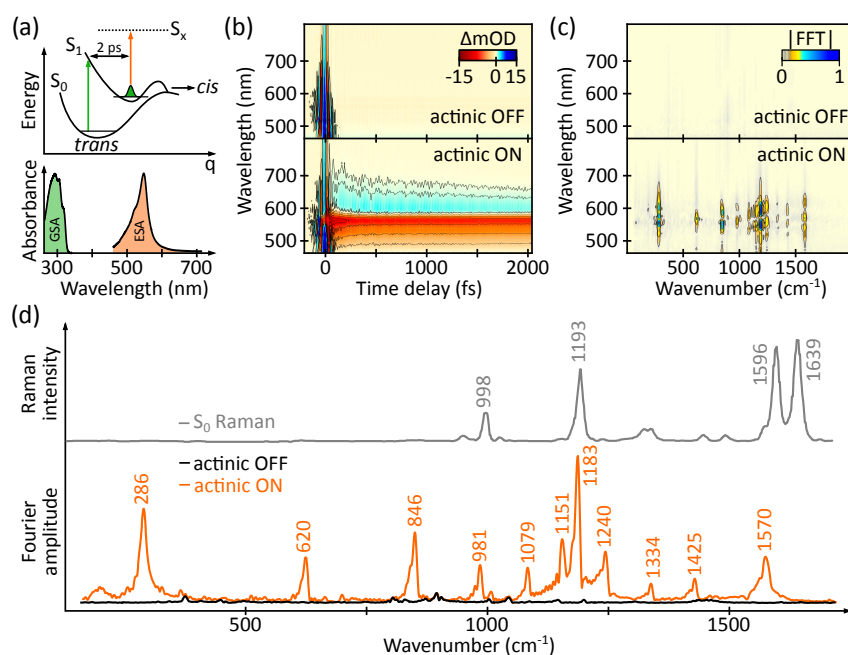 (a)
S₁
2 ps
Sₓ
S₀
Energy
cis
trans
q
Absorbance
GSA
ESA
300
500
700
Wavelength (nm)
(b)
ΔmOD
-15 0 15
700
600
500
actinic OFF
Wavelength (nm)
actinic ON
700
600
500
0 1000 2000
Time delay (fs)
(c)
|FFT|
0 1
700
600
500
actinic OFF
Wavelength (nm)
actinic ON
700
600
500
500 1000 1500
Wavenumber (cm⁻¹)
(d)
Raman
intensity
998
1193
1596
1639
S₀ Raman
actinic OFF
actinic ON
Fourier
amplitude
286
620
846
981
1079
1151
1183
1240
1334
1425
1570
500 1000 1500
Wavenumber (cm⁻¹)